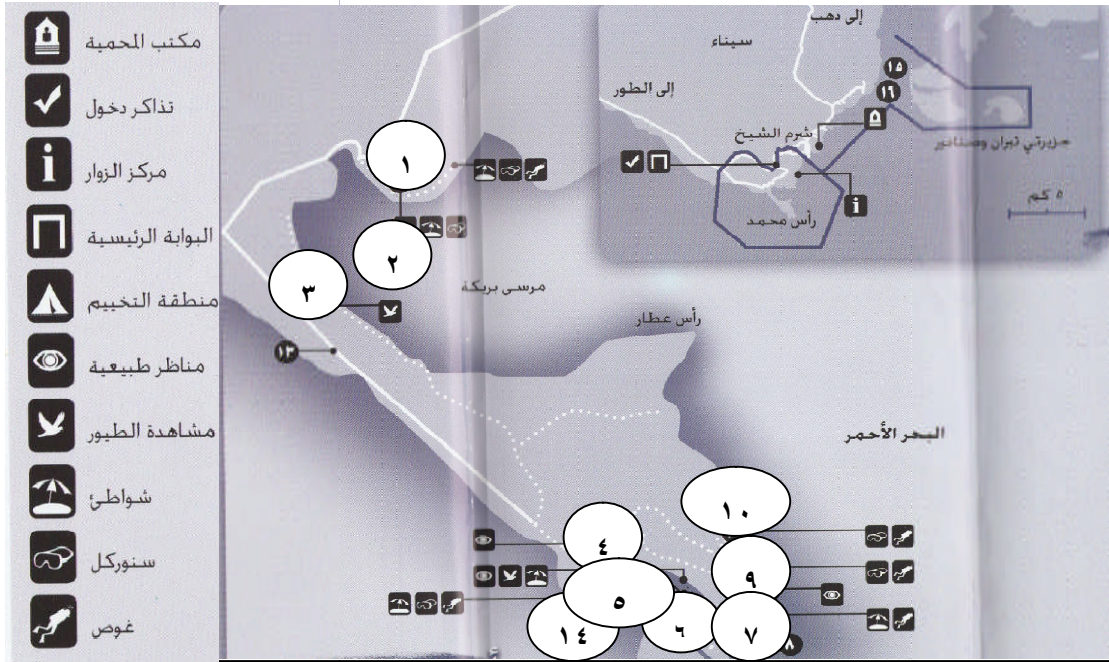 مكتب المحمية
تذاكر دخول
مركز الزوار
البوابة الرئيسية
منطقة التخييم
مناظر طبيعية
مشاهدة الطيور
شواطئ
سنوركل
غوص
إلى دهب
سيناء
إلى الطور
شرم الشيخ
رأس محمد
جزيرتي تيران وصنافير
٥ كم
١٥
١٦
i
١
٢
٣
مرسى بريكة
رأس عطار
١٣
البحر الأحمر
١٠
٤
٩
٥
١٤
٦
٧
٨